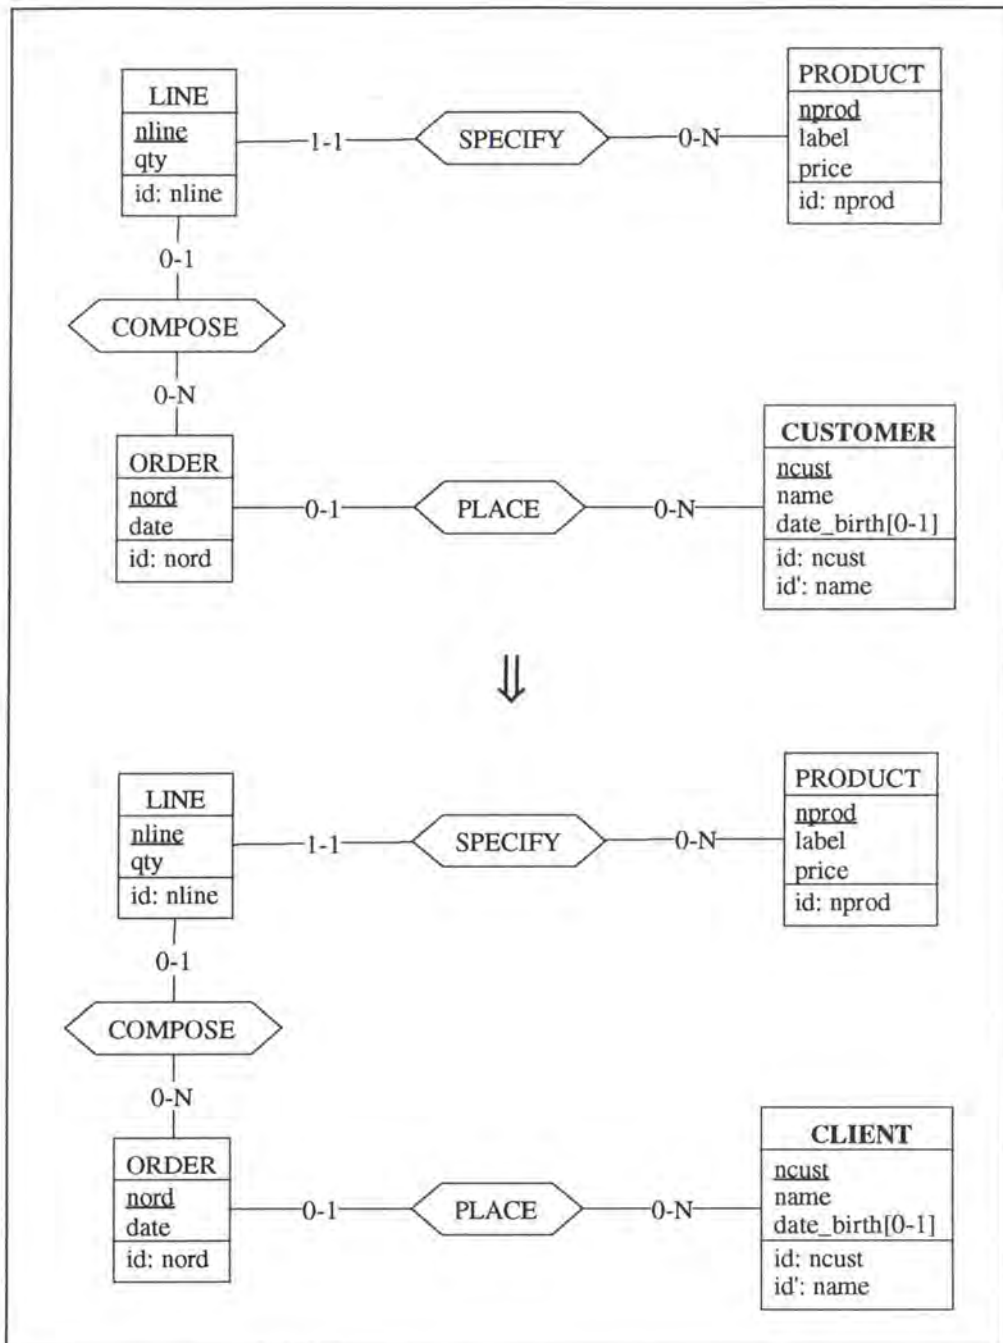 LINE
nline
qty
id: nline
1-1
SPECIFY
0-N
PRODUCT
nprod
label
price
id: nprod
0-1
COMPOSE
0-N
ORDER
nord
date
id: nord
0-1
PLACE
0-N
CUSTOMER
ncust
name
date_birth[0-1]
id: ncust
id': name
⇓
LINE
nline
qty
id: nline
1-1
SPECIFY
0-N
PRODUCT
nprod
label
price
id: nprod
0-1
COMPOSE
0-N
ORDER
nord
date
id: nord
0-1
PLACE
0-N
CLIENT
ncust
name
date_birth[0-1]
id: ncust
id': name